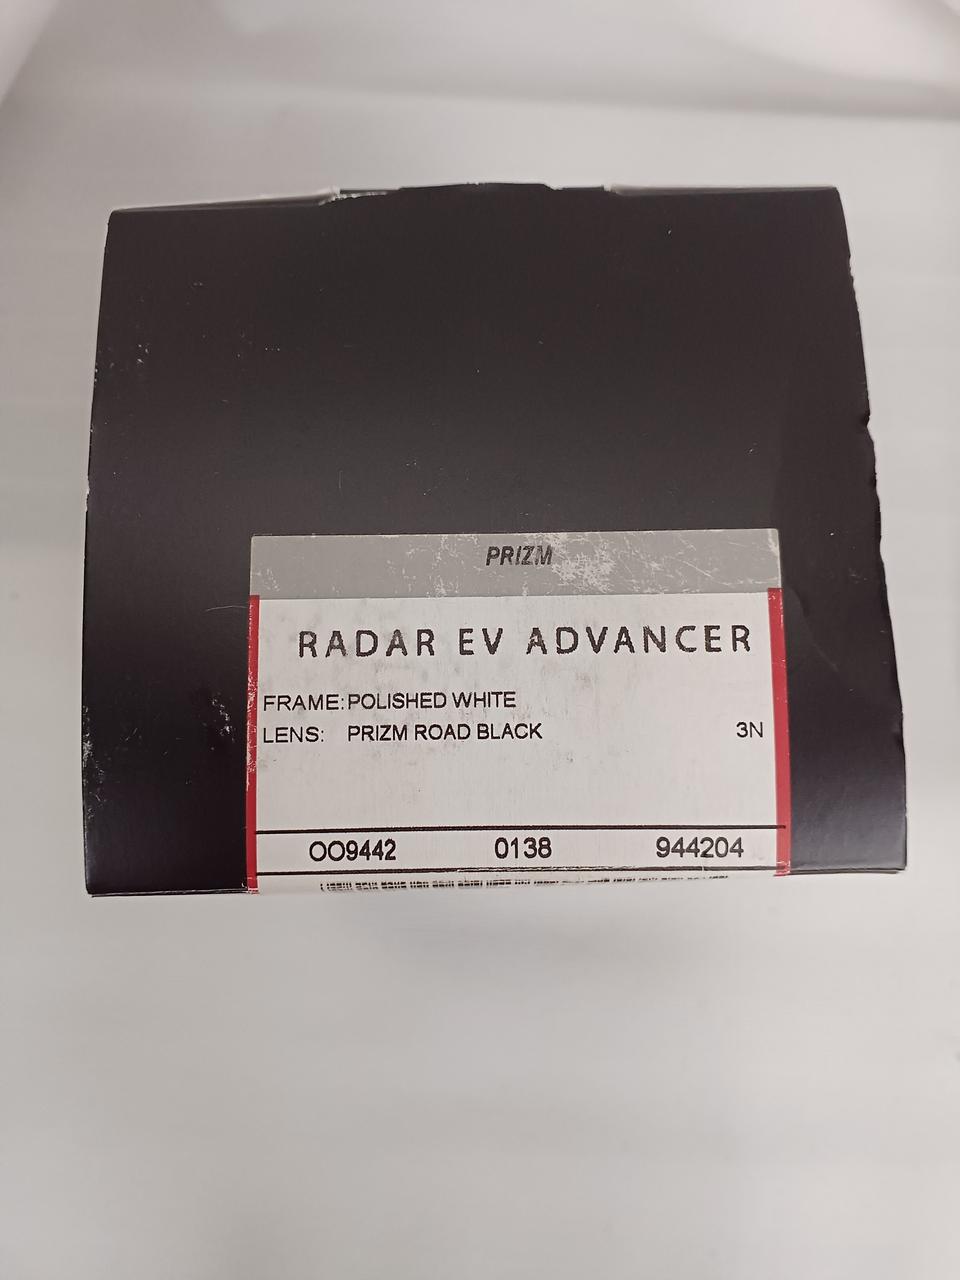 PRIZM
RADAR EV ADVANCER
FRAME: POLISHED WHITE
LENS: PRIZM ROAD BLACK 3N
OO9442 0138 944204